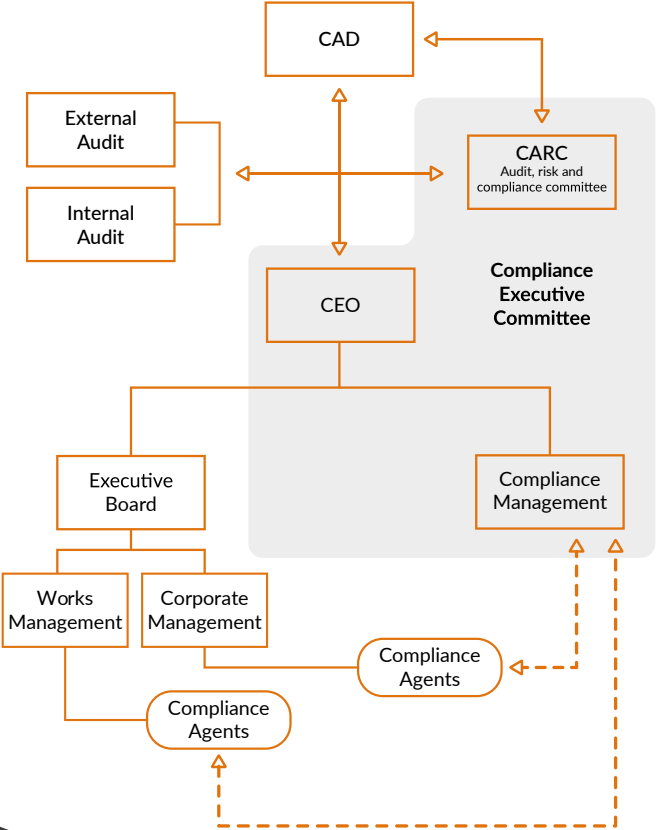 CAD
External
Audit
Internal
Audit
CARC
Audit, risk and
compliance committee
Compliance
Executive
Committee
CEO
Executive
Board
Compliance
Management
Works
Management
Corporate
Management
Compliance
Agents
Compliance
Agents